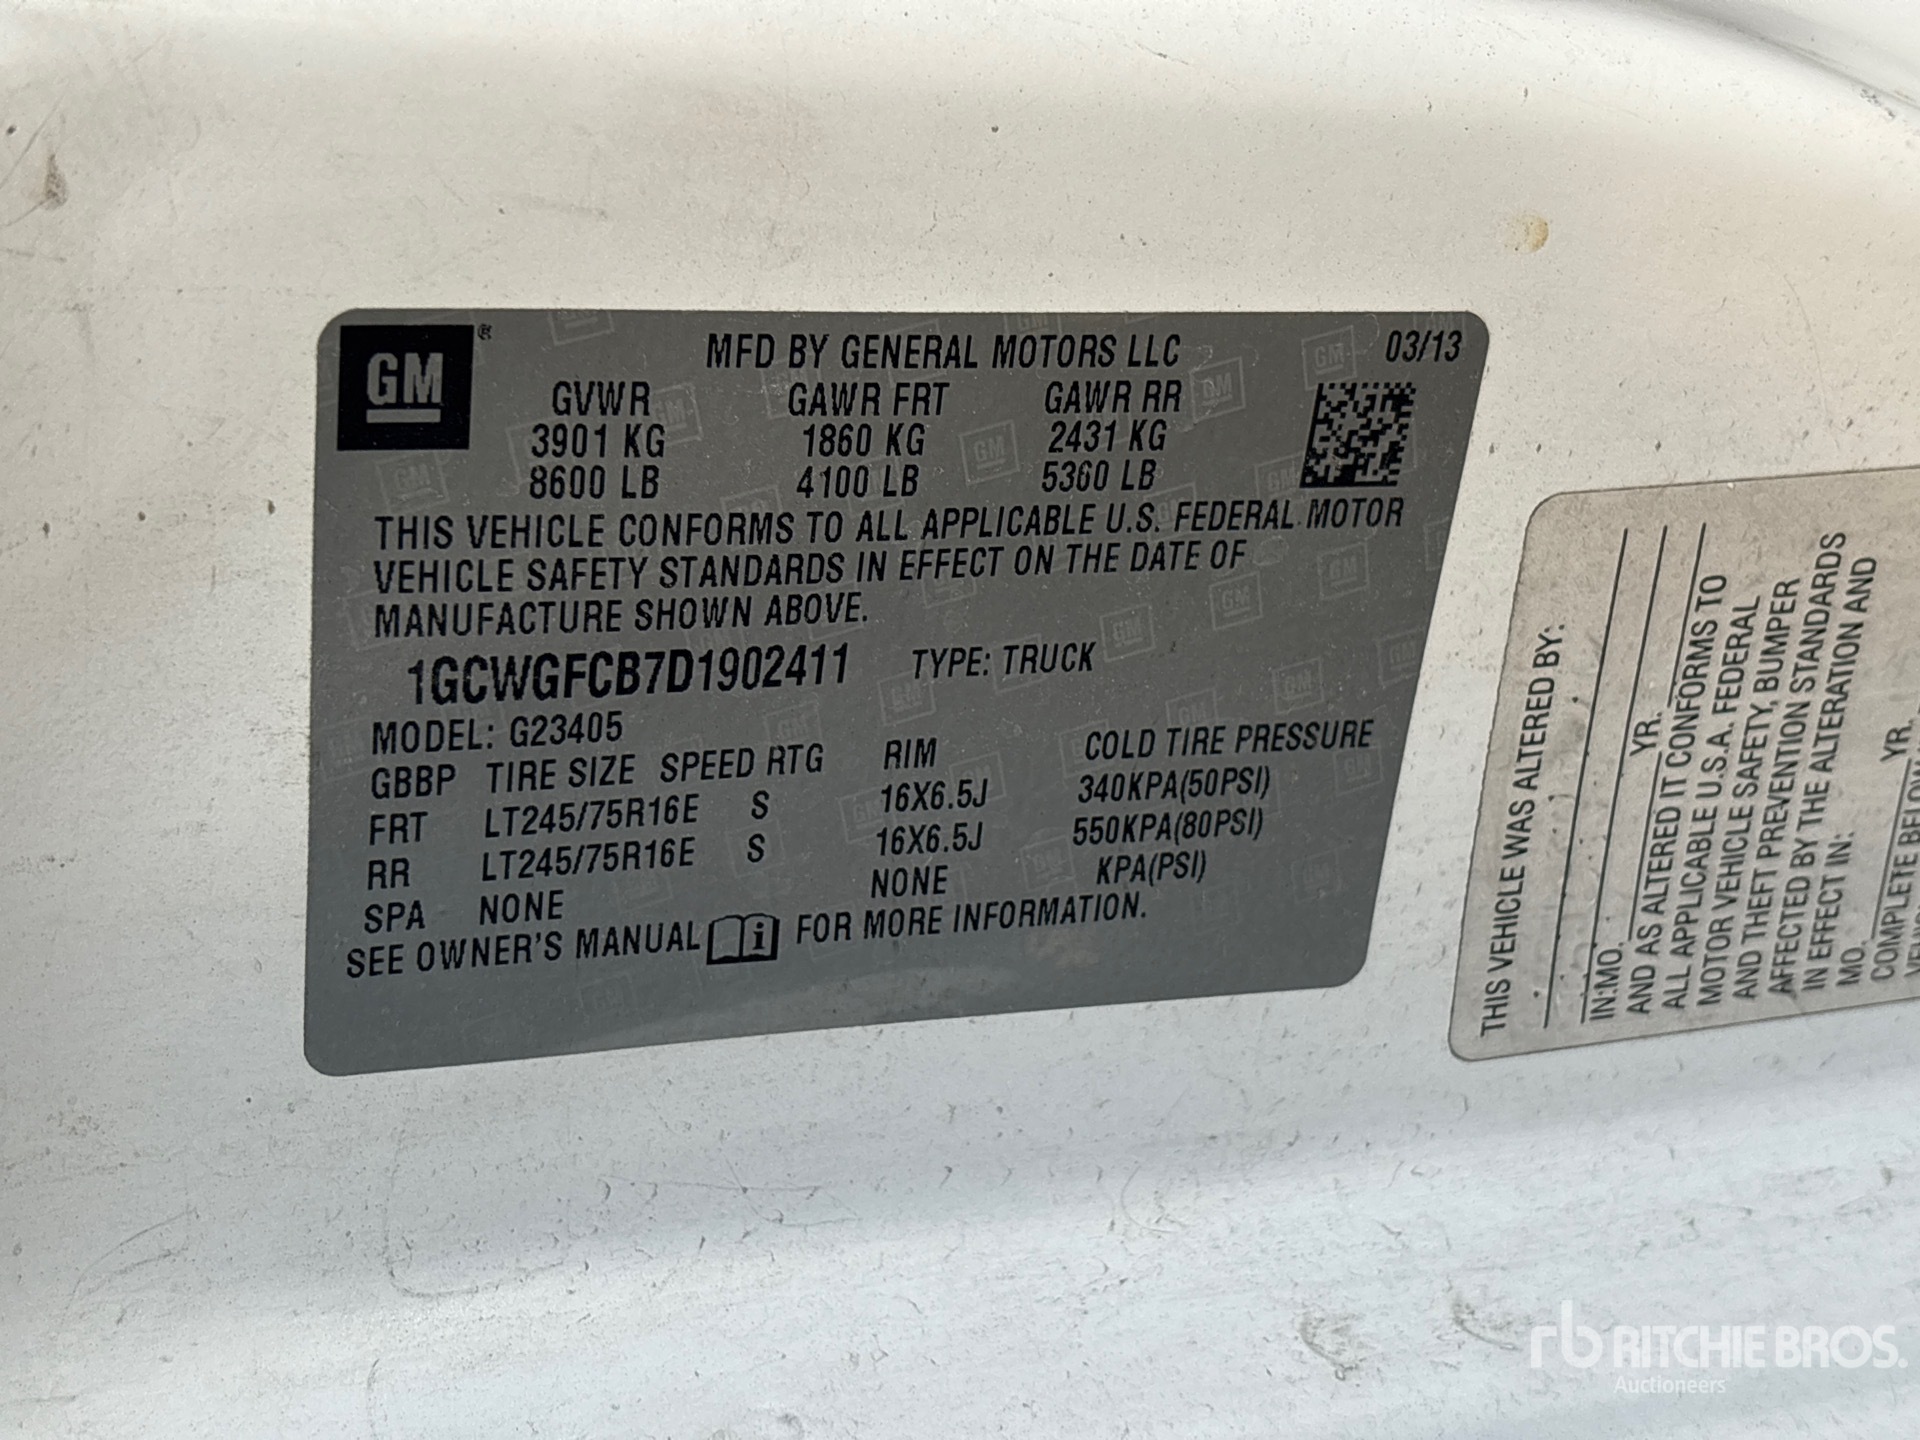 GM
MFD BY GENERAL MOTORS LLC 03/13
GVWR GAWR FRT GAWR RR
3901 KG 1860 KG 2431 KG
8600 LB 4100 LB 5360 LB
THIS VEHICLE CONFORMS TO ALL APPLICABLE U.S. FEDERAL MOTOR
VEHICLE SAFETY STANDARDS IN EFFECT ON THE DATE OF
MANUFACTURE SHOWN ABOVE.
1GCWGFCB7D1902411 TYPE: TRUCK
MODEL: G23405
GBBP TIRE SIZE SPEED RTG RIM COLD TIRE PRESSURE
FRT LT245/75R16E S 16X6.5J 340KPA(50PSI)
RR LT245/75R16E S 16X6.5J 550KPA(80PSI)
SPA NONE NONE KPA(PSI)
SEE OWNER'S MANUAL i FOR MORE INFORMATION.
THIS VEHICLE WAS ALTERED BY:
IN:MO. YR.
AND AS ALTERED IT CONFORMS TO
ALL APPLICABLE U.S.A. FEDERAL
MOTOR VEHICLE SAFETY, BUMPER
AND THEFT PREVENTION STANDARDS
AFFECTED BY THE ALTERATION AND
IN EFFECT IN:
MO. YR.
COMPLETE BELOW
rb RITCHIE BROS.
Auctioneers